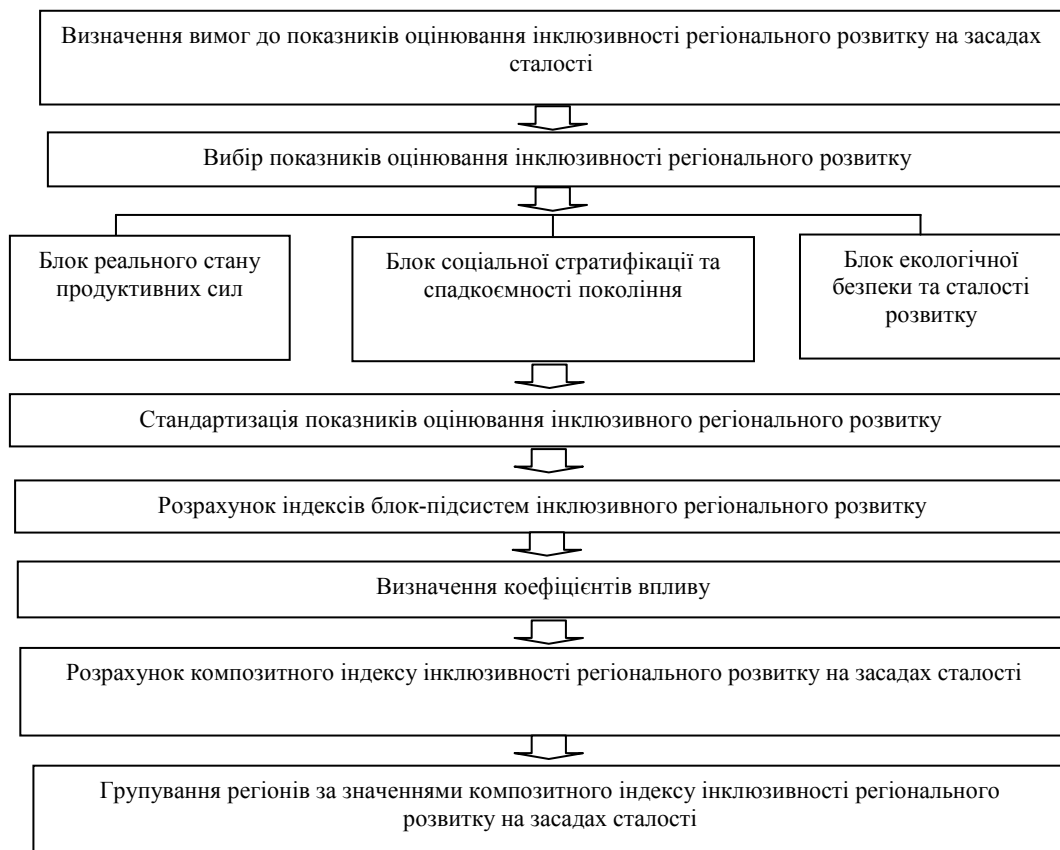 Визначення вимог до показників оцінювання інклюзивності регіонального розвитку на засадах
сталості
Вибір показників оцінювання інклюзивності регіонального розвитку
Блок реального стану
продуктивних сил
Блок соціальної стратифікації та
спадкоємності покоління
Блок екологічної
безпеки та сталості
розвитку
Стандартизація показників оцінювання інклюзивного регіонального розвитку
Розрахунок індексів блок-підсистем інклюзивного регіонального розвитку
Визначення коефіцієнтів впливу
Розрахунок композитного індексу інклюзивності регіонального розвитку на засадах сталості
Групування регіонів за значеннями композитного індексу інклюзивності регіонального
розвитку на засадах сталості